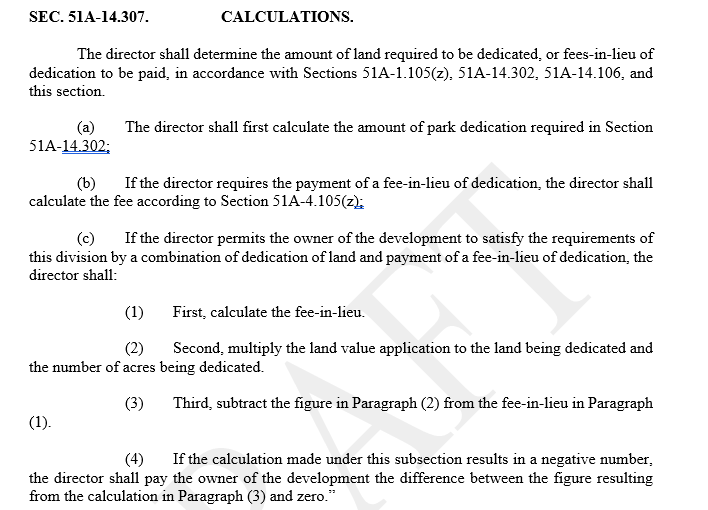 SEC. 51A-14.307. CALCULATIONS.
The director shall determine the amount of land required to be dedicated, or fees-in-lieu of
dedication to be paid, in accordance with Sections 51A-1.105(z), 51A-14.302, 51A-14.106, and
this section.
(a) The director shall first calculate the amount of park dedication required in Section
51A-14.302;
(b) If the director requires the payment of a fee-in-lieu of dedication, the director shall
calculate the fee according to Section 51A-4.105(z);
(c) If the director permits the owner of the development to satisfy the requirements of
this division by a combination of dedication of land and payment of a fee-in-lieu of dedication, the
director shall:
(1) First, calculate the fee-in-lieu.
(2) Second, multiply the land value application to the land being dedicated and
the number of acres being dedicated.
(3) Third, subtract the figure in Paragraph (2) from the fee-in-lieu in Paragraph
(1).
(4) If the calculation made under this subsection results in a negative number,
the director shall pay the owner of the development the difference between the figure resulting
from the calculation in Paragraph (3) and zero.”
DRAFT